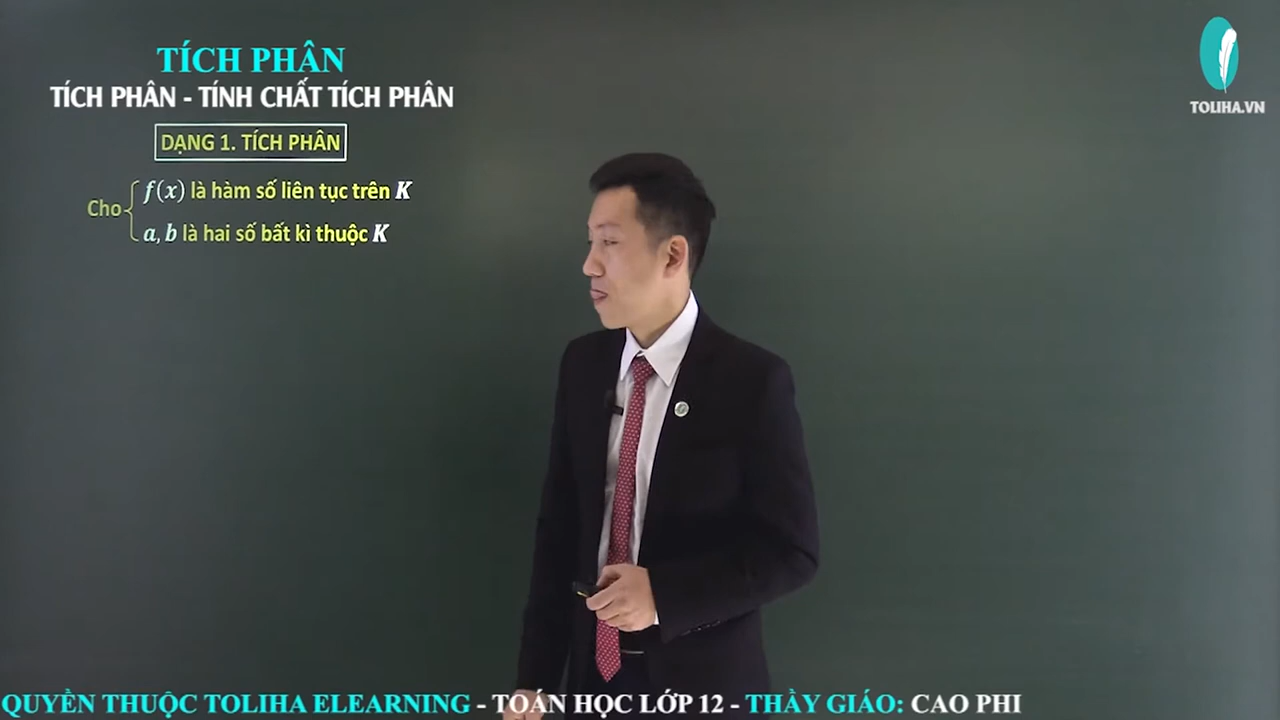 TÍCH PHÂN
TÍCH PHÂN - TÍNH CHẤT TÍCH PHÂN
DẠNG 1. TÍCH PHÂN
Cho { f(x) là hàm số liên tục trên K
a, b là hai số bất kì thuộc K
TOLIHA.VN
QUYỀN THUỘC TOLIHA ELEARNING - TOÁN HỌC LỚP 12 - THẦY GIÁO: CAO PHI